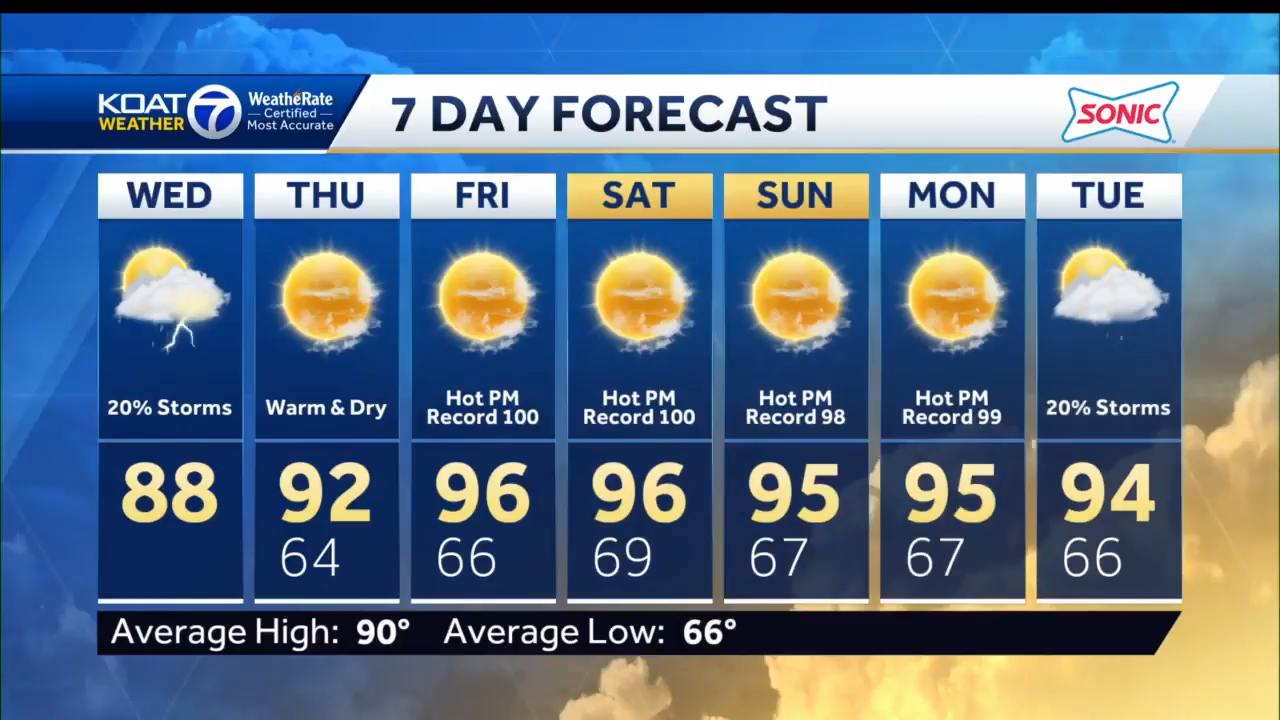 KOAT
WEATHER
7
WeatheRate
Certified
Most Accurate
7 DAY FORECAST
SONIC
WED
THU
FRI
SAT
SUN
MON
TUE
20% Storms
Warm & Dry
Hot PM
Record 100
Hot PM
Record 100
Hot PM
Record 98
Hot PM
Record 99
20% Storms
88
92
96
96
95
95
94
64
66
69
67
67
66
Average High: 90° Average Low: 66°